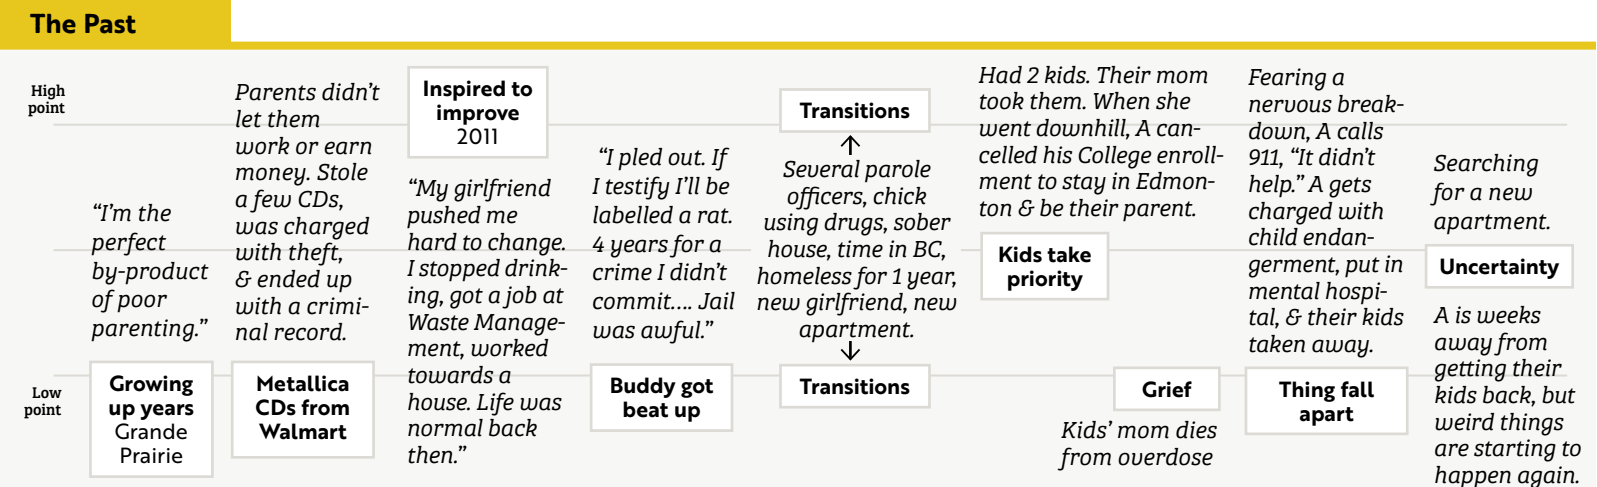 The Past
High
point
Low
point
“I’m the
perfect
by-product
of poor
parenting.”
Growing
up years
Grande
Prairie
Parents didn’t
let them
work or earn
money. Stole
a few CDs,
was charged
with theft,
& ended up
with a crimi-
nal record.
Metallica
CDs from
Walmart
Inspired to
improve
2011
“My girlfriend
pushed me
hard to change.
I stopped drink-
ing, got a job at
Waste Manage-
ment, worked
towards a
house. Life was
normal back
then.”
“I pled out. If
I testify I’ll be
labelled a rat.
4 years for a
crime I didn’t
commit.... Jail
was awful.”
Buddy got
beat up
Transitions
Several parole
officers, chick
using drugs, sober
house, time in BC,
homeless for 1 year,
new girlfriend, new
apartment.
Transitions
Had 2 kids. Their mom
took them. When she
went downhill, A can-
celled his College enroll-
ment to stay in Edmon-
ton & be their parent.
Kids take
priority
Grief
Kids’ mom dies
from overdose
Fearing a
nervous break-
down, A calls
911, “It didn’t
help.” A gets
charged with
child endan-
germent, put in
mental hospi-
tal, & their kids
taken away.
Thing fall
apart
Searching
for a new
apartment.
Uncertainty
A is weeks
away from
getting their
kids back, but
weird things
are starting to
happen again.